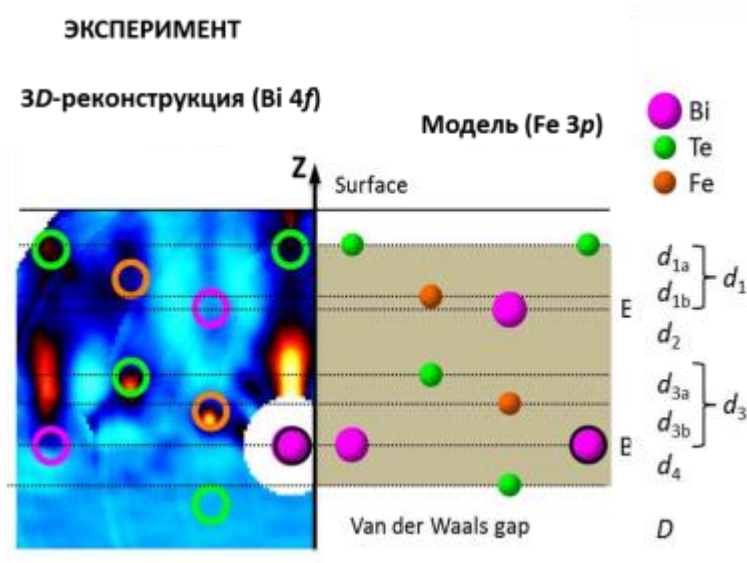 ЭКСПЕРИМЕНТ
3D-реконструкция (Bi 4f)
Модель (Fe 3p)
Bi
Te
Fe
Z
Surface
d1a
d1
d1b
E
d2
d3a
d3
d3b
B
d4
Van der Waals gap
D